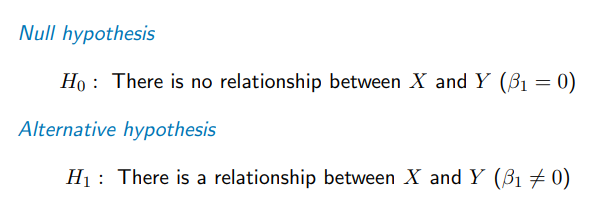 Null hypothesis
H₀ : There is no relationship between X and Y (β₁ = 0)
Alternative hypothesis
H₁ : There is a relationship between X and Y (β₁ ≠ 0)